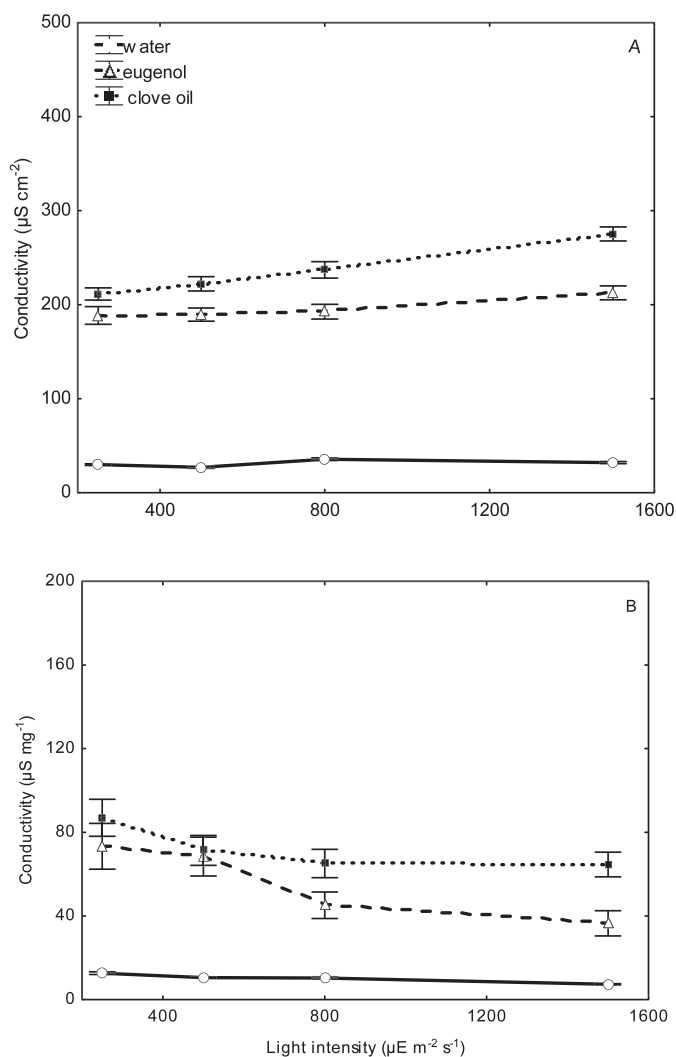 500
A
water
eugenol
clove oil
400
300
200
100
0
Conductivity (µS cm-2)
400
800
1200
1600
200
B
160
120
80
40
0
Conductivity (µS mg-1)
400
800
1200
1600
Light intensity (µE m-2 s-1)